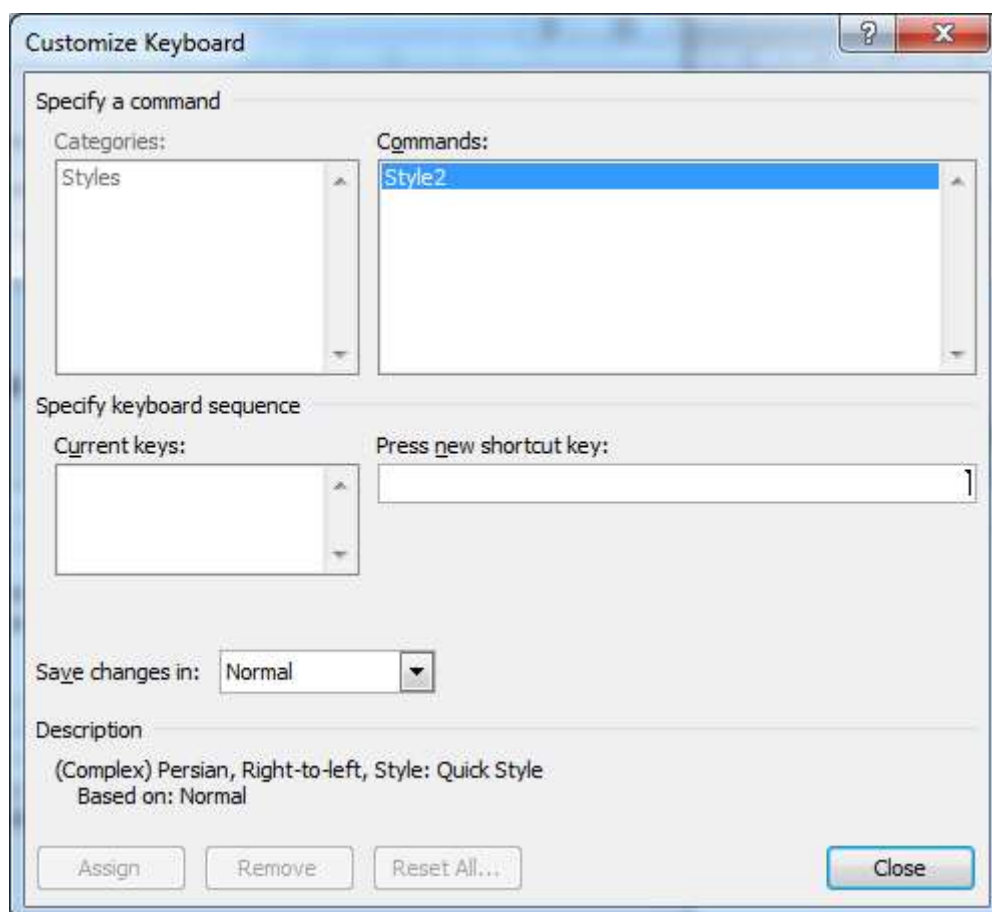 Customize Keyboard
Specify a command
Categories:
Commands:
Styles
Style2
Specify keyboard sequence
Current keys:
Press new shortcut key:
Save changes in:
Normal
Description
(Complex) Persian, Right-to-left, Style: Quick Style
Based on: Normal
Assign
Remove
Reset All...
Close